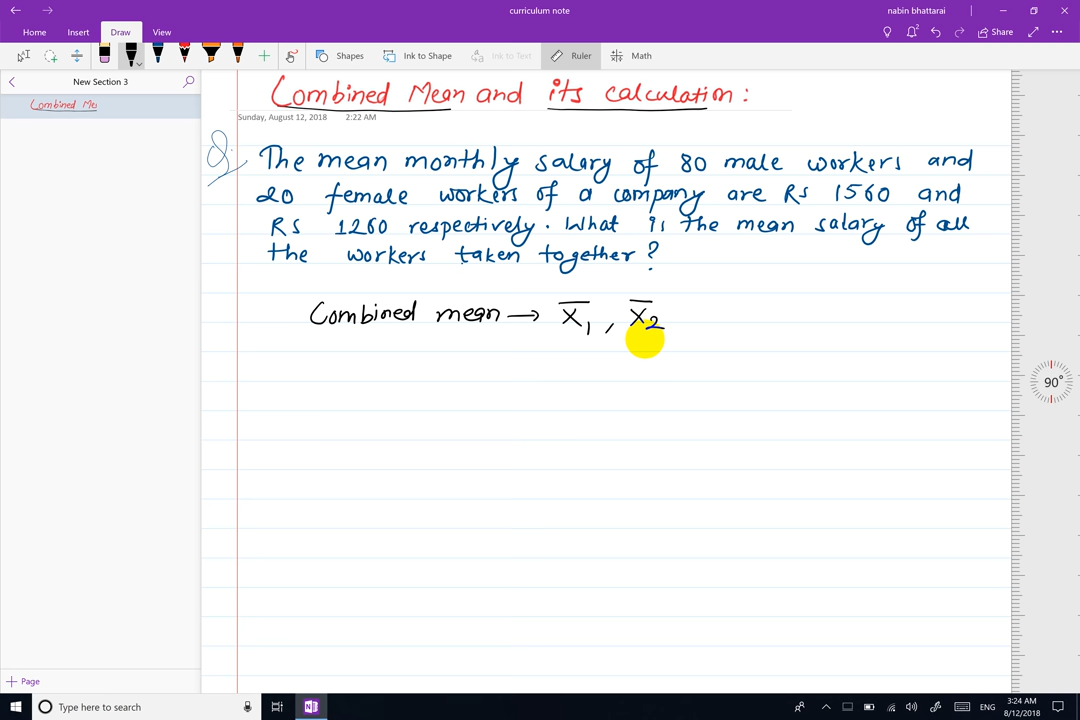 curriculum note
nabin bhattarai
Home Insert Draw View
2
Share
Shapes Ink to Shape Ink to Text Ruler Math
New Section 3
Combined Me
Combined Mean and its calculation:
Sunday, August 12, 2018 2:22 AM
Q. The mean monthly salary of 80 male workers and
20 female workers of a company are Rs 1560 and
RS 1260 respectively. What is the mean salary of all
the workers taken together?
Combined mean → X̅₁, X̅₂
90°
+ Page
Type here to search
ENG
3:24 AM
8/12/2018